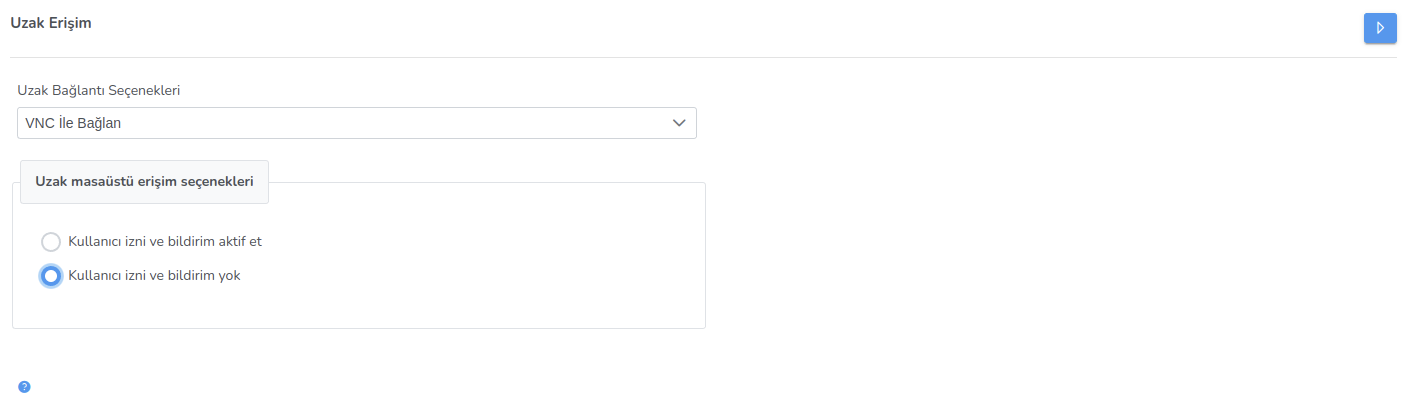 Uzak Erişim
Uzak Bağlantı Seçenekleri
VNC İle Bağlan
Uzak masaüstü erişim seçenekleri
Kullanıcı izni ve bildirim aktif et
Kullanıcı izni ve bildirim yok
?